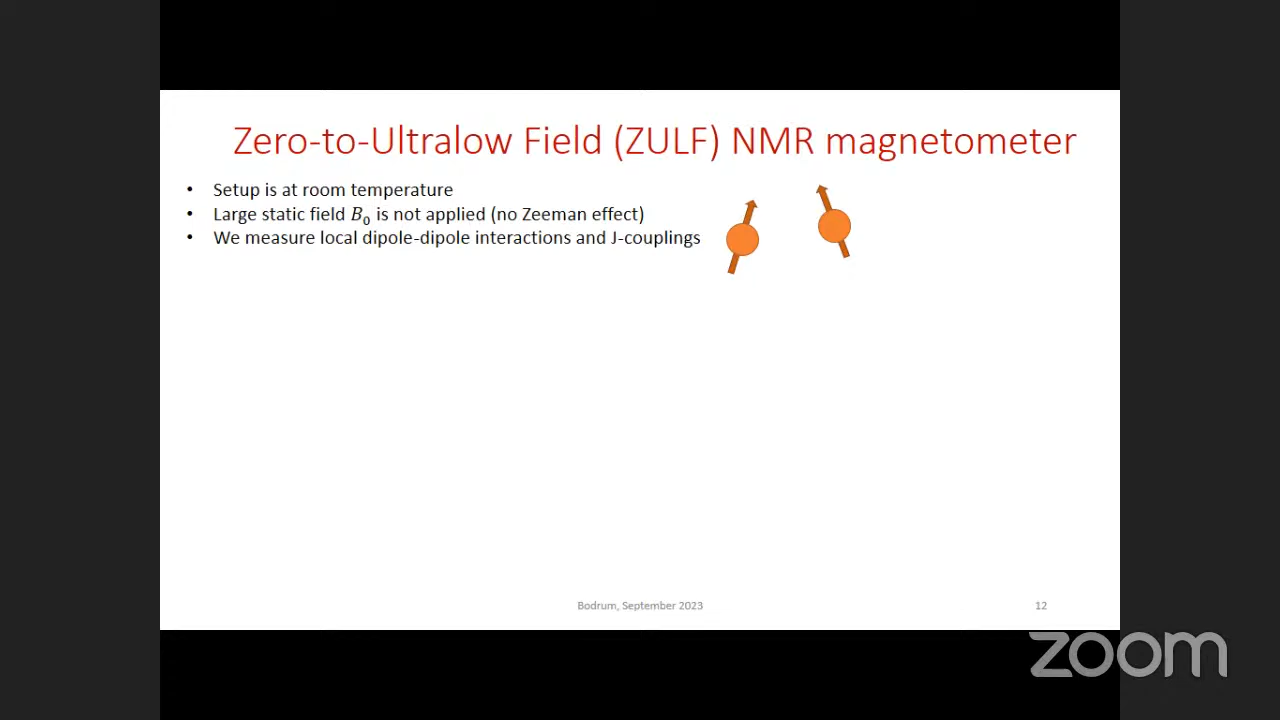 Zero-to-Ultralow Field (ZULF) NMR magnetometer
• Setup is at room temperature
• Large static field B₀ is not applied (no Zeeman effect)
• We measure local dipole-dipole interactions and J-couplings
Bodrum, September 2023
12
zoom